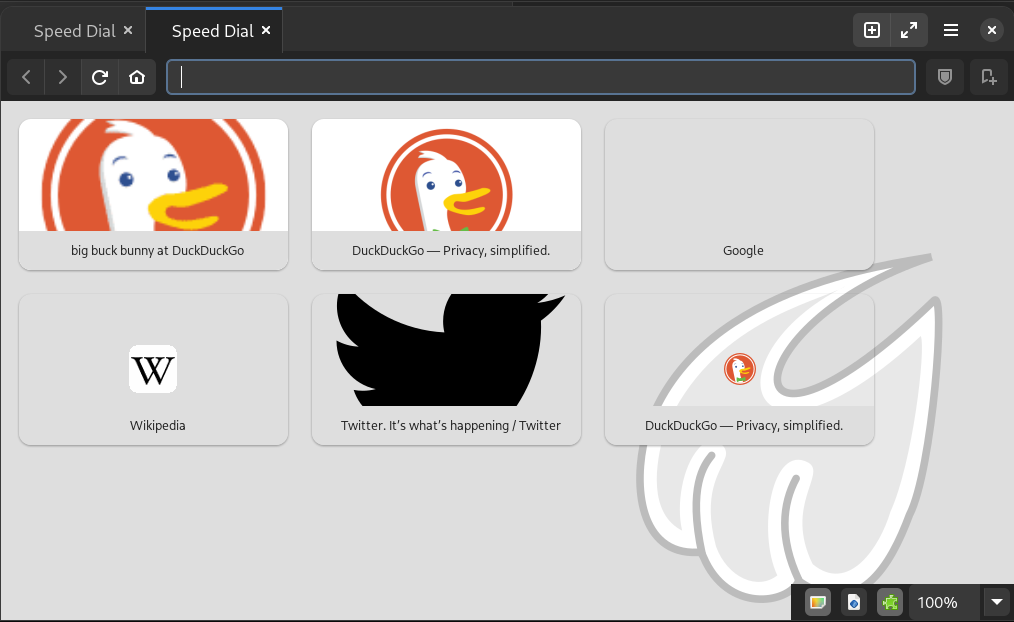 Speed Dial
Speed Dial
big buck bunny at DuckDuckGo
DuckDuckGo — Privacy, simplified.
Google
W
Wikipedia
Twitter. It’s what’s happening / Twitter
DuckDuckGo — Privacy, simplified.
100%